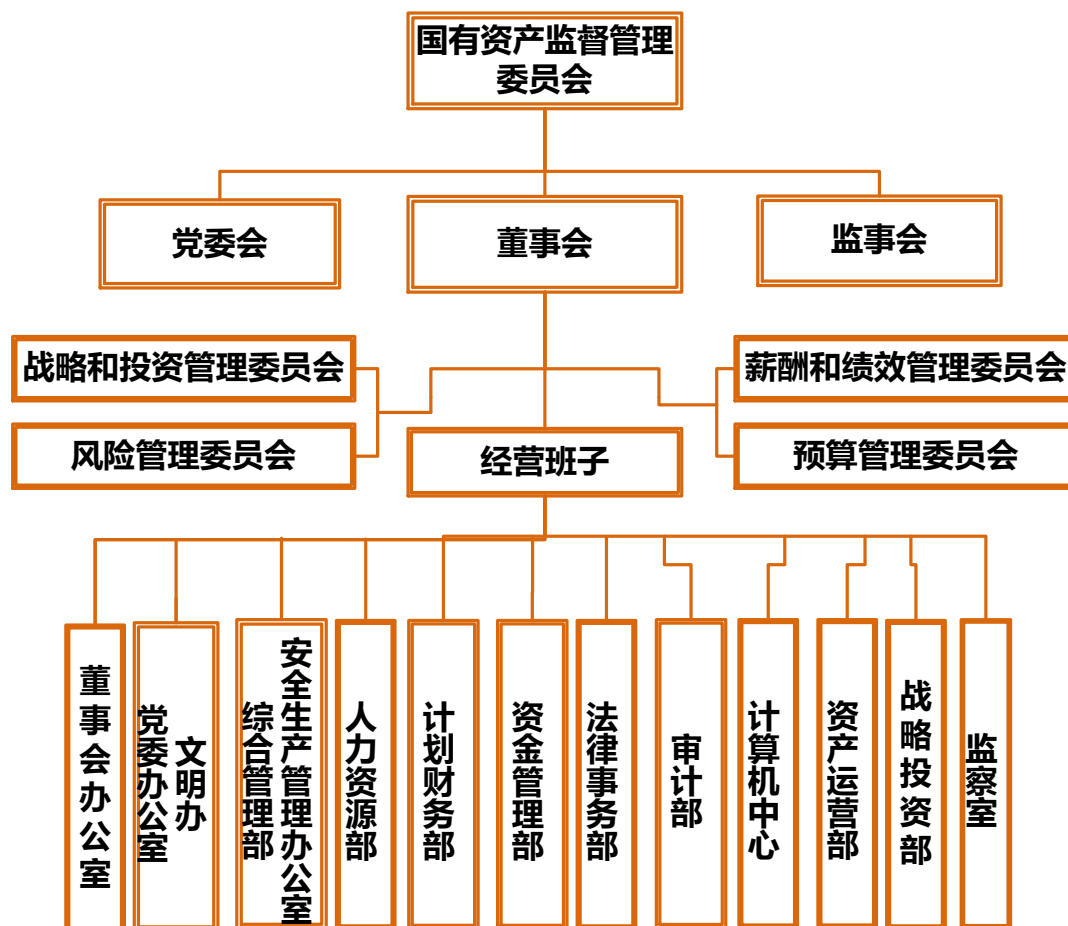 国有资产监督管理
委员会
党委会
董事会
监事会
战略和投资管理委员会
薪酬和绩效管理委员会
风险管理委员会
经营班子
预算管理委员会
董事会办公室
党委办公室
文明办
综合管理部
安全生产管理办公室
人力资源部
计划财务部
资金管理部
法律事务部
审计部
计算机中心
资产运营部
战略投资部
监察室